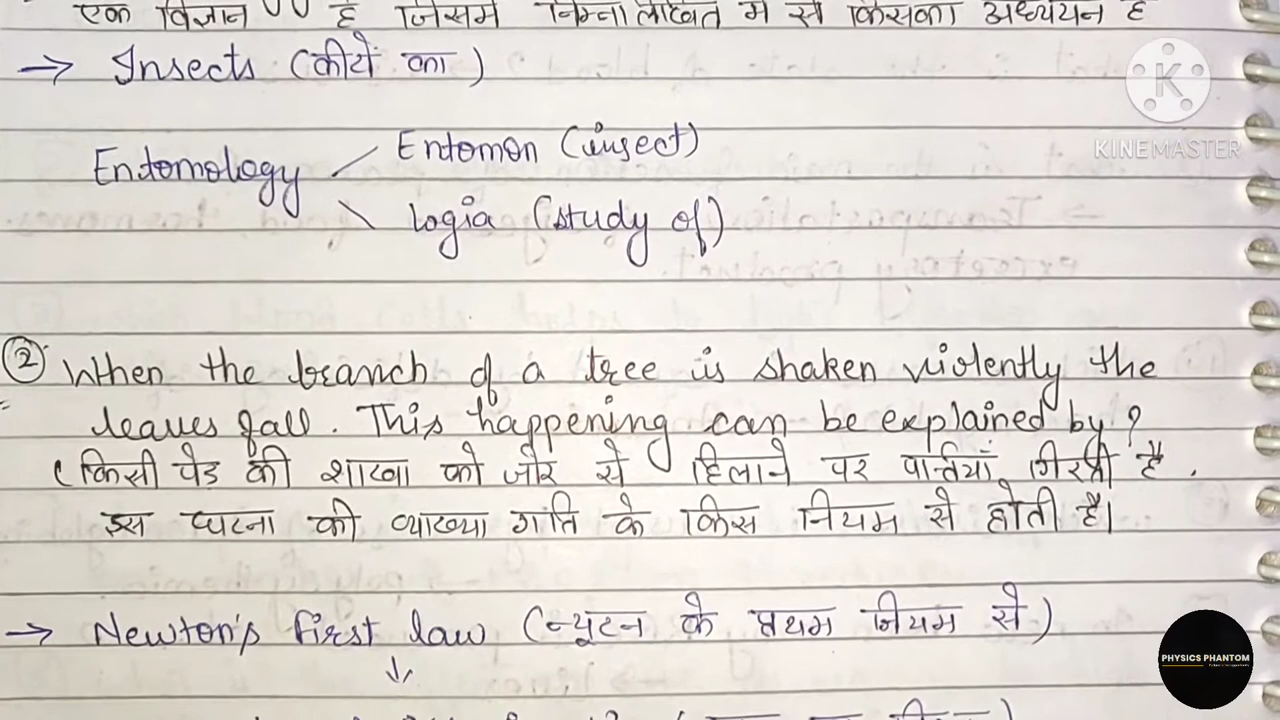 एक विज्ञान है जिसमे निम्नलिखित में से किसका अध्ययन है
→ Insects (कीटो का)
Entomology
Entomon (insect)
logia (study of)
② When the branch of a tree is shaken violently the
leaves fall. This happening can be explained by?
(किसी पेड की शाखा को जोर से हिलाने पर पत्तियां गिरती है.
इस घटना की व्याख्या गति के किस नियम से होती है।
→ Newton's first law (न्यूटन के प्रथम नियम से)
KINEMASTER
PHYSICS PHANTOM